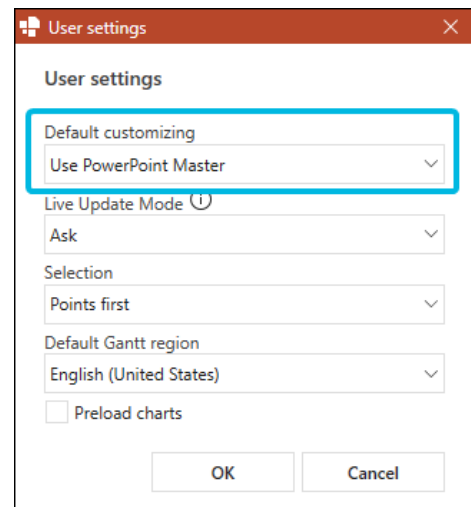 User settings
User settings
Default customizing
Use PowerPoint Master
Live Update Mode
Ask
Selection
Points first
Default Gantt region
English (United States)
Preload charts
OK Cancel